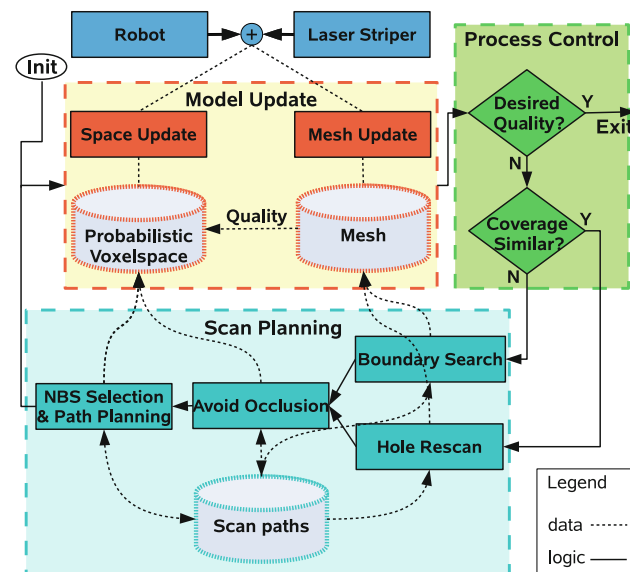 Robot
+
Laser Striper
Process Control
Init
Model Update
Desired
Quality?
Y
Exit
Space Update
Mesh Update
N
Quality
Probabilistic
Voxelspace
Mesh
Coverage
Similar?
Y
N
Scan Planning
Boundary Search
NBS Selection
& Path Planning
Avoid Occlusion
Hole Rescan
Scan paths
Legend
data
logic